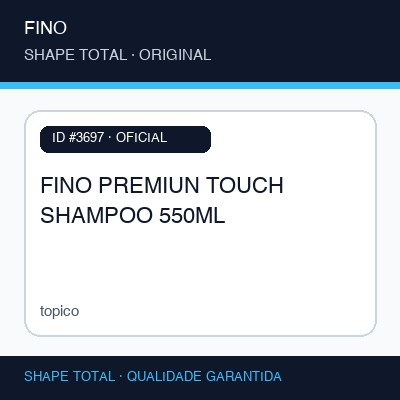 FINO
SHAPE TOTAL · ORIGINAL
ID #3697 · OFICIAL
FINO PREMIUN TOUCH
SHAMPOO 550ML
topico
SHAPE TOTAL · QUALIDADE GARANTIDA